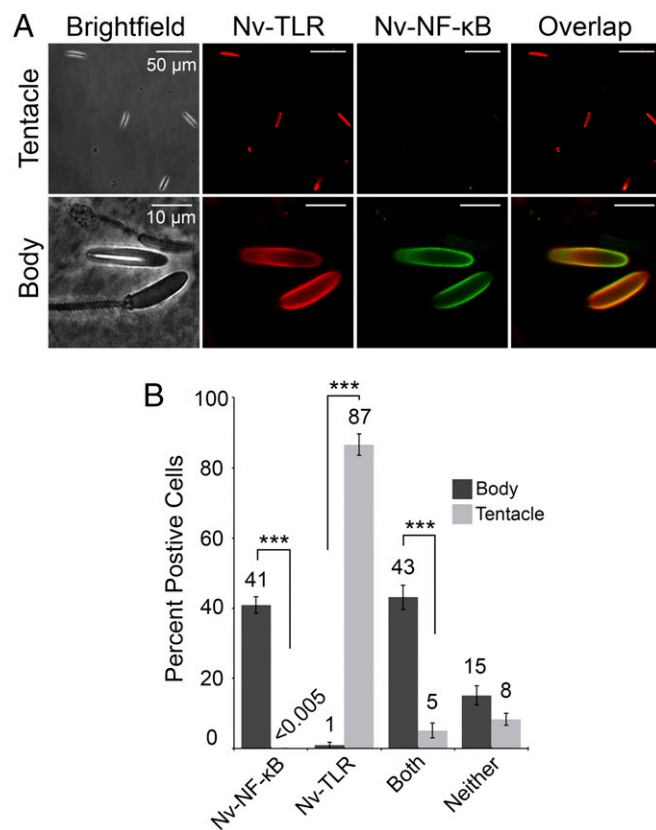 A
Brightfield Nv-TLR Nv-NF-κB Overlap
Tentacle
50 μm
Body
10 μm
B
Percent Postive Cells
100
80
60
40
20
0
***
***
***
41
<0.005
1
87
43
5
15
8
Body
Tentacle
Nv-NF-κB
Nv-TLR
Both
Neither